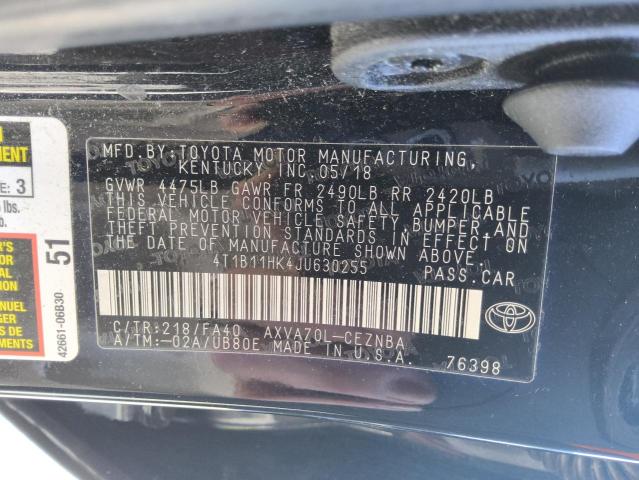 MFD.BY:TOYOTA MOTOR MANUFACTURING,
KENTUCKY, INC.05/18
GVWR 4475LB GAWR FR 2490LB RR 2420LB
THIS VEHICLE CONFORMS TO ALL APPLICABLE
FEDERAL MOTOR VEHICLE SAFETY, BUMPER, AND
THEFT PREVENTION STANDARDS IN EFFECT ON
THE DATE OF MANUFACTURE SHOWN ABOVE.
4T1B11HK4JU630255 PASS.CAR
C/TR:218/FA40 AXVA70L-CEZNBA
A/TM:-02A/UB80E MADE IN U.S.A.
76398
E: 3
lbs.
51
42661-06B30